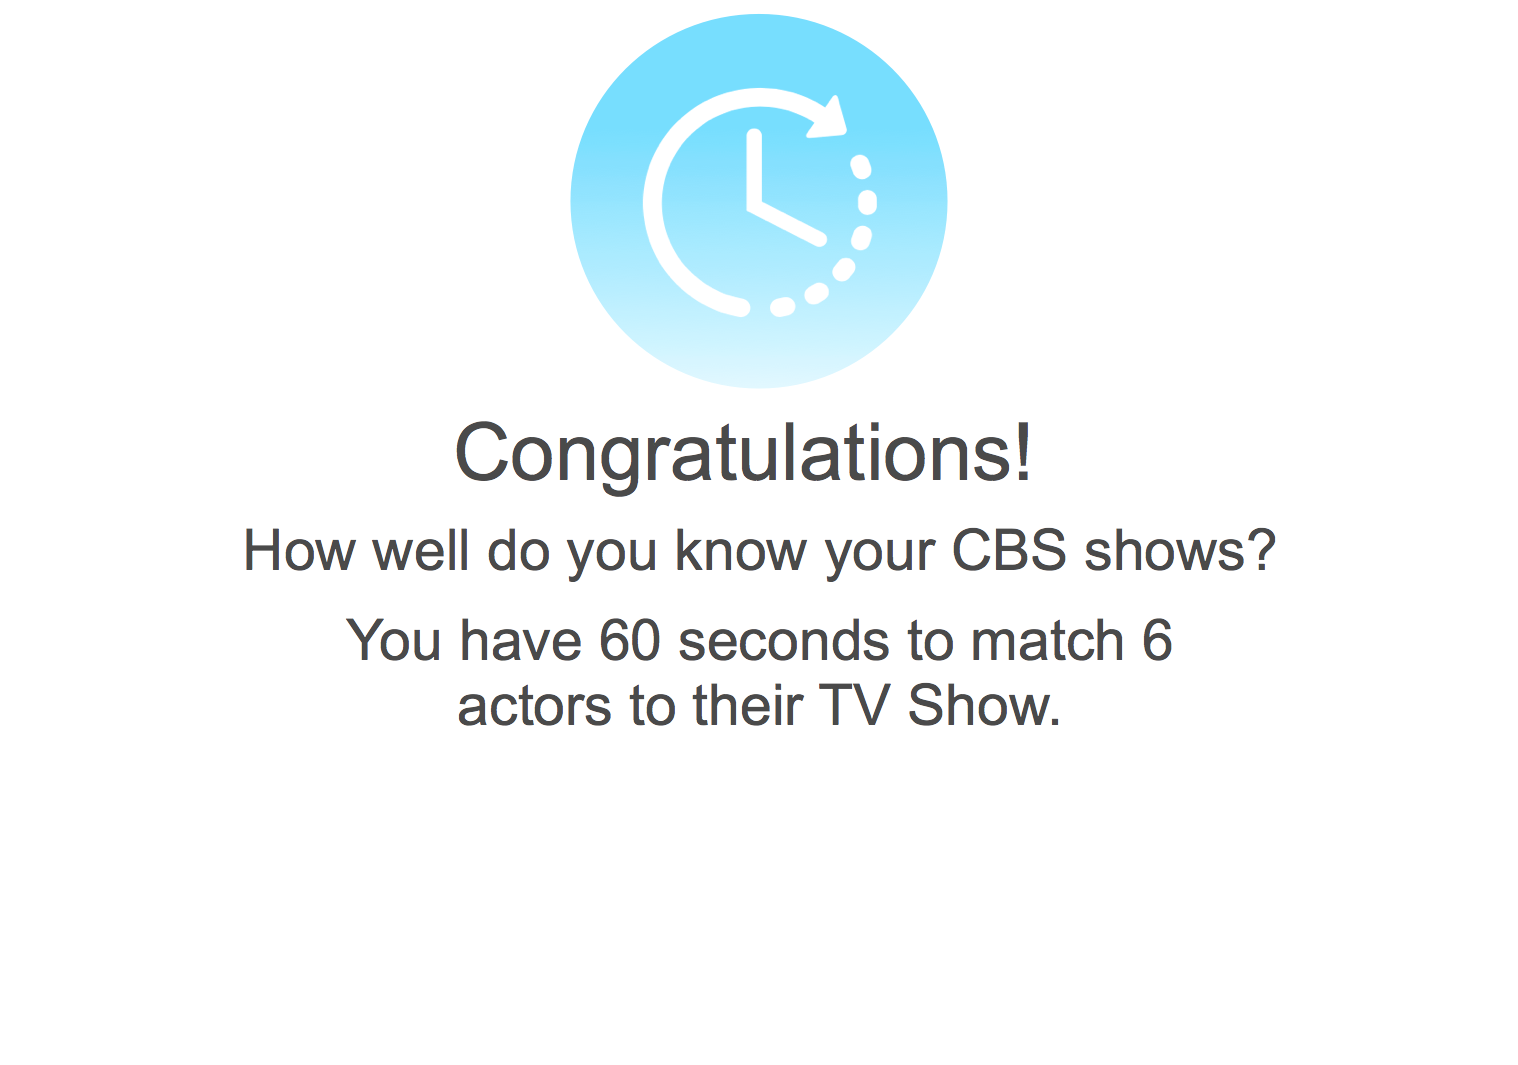 Congratulations!
How well do you know your CBS shows?
You have 60 seconds to match 6
actors to their TV Show.